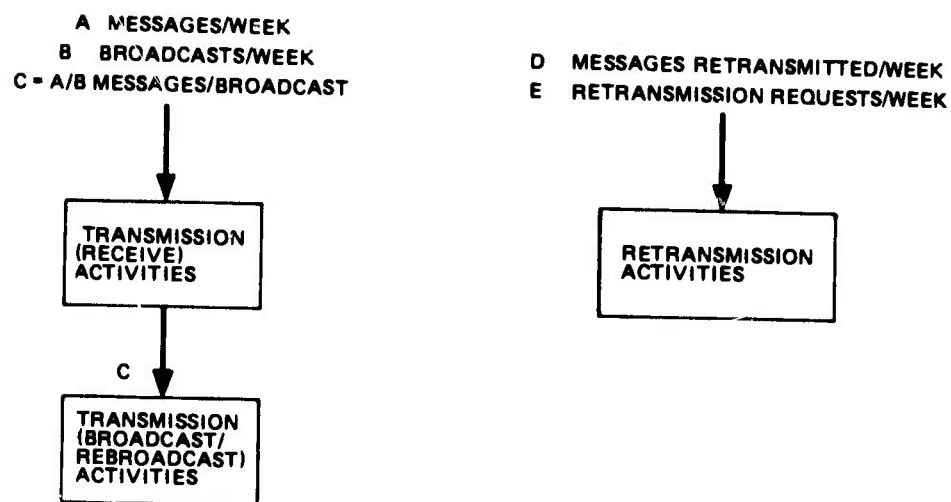 A MESSAGES/WEEK
B BROADCASTS/WEEK
C = A/B MESSAGES/BROADCAST
TRANSMISSION
(RECEIVE)
ACTIVITIES
C
TRANSMISSION
(BROADCAST/
REBROADCAST)
ACTIVITIES
D MESSAGES RETRANSMITTED/WEEK
E RETRANSMISSION REQUESTS/WEEK
RETRANSMISSION
ACTIVITIES